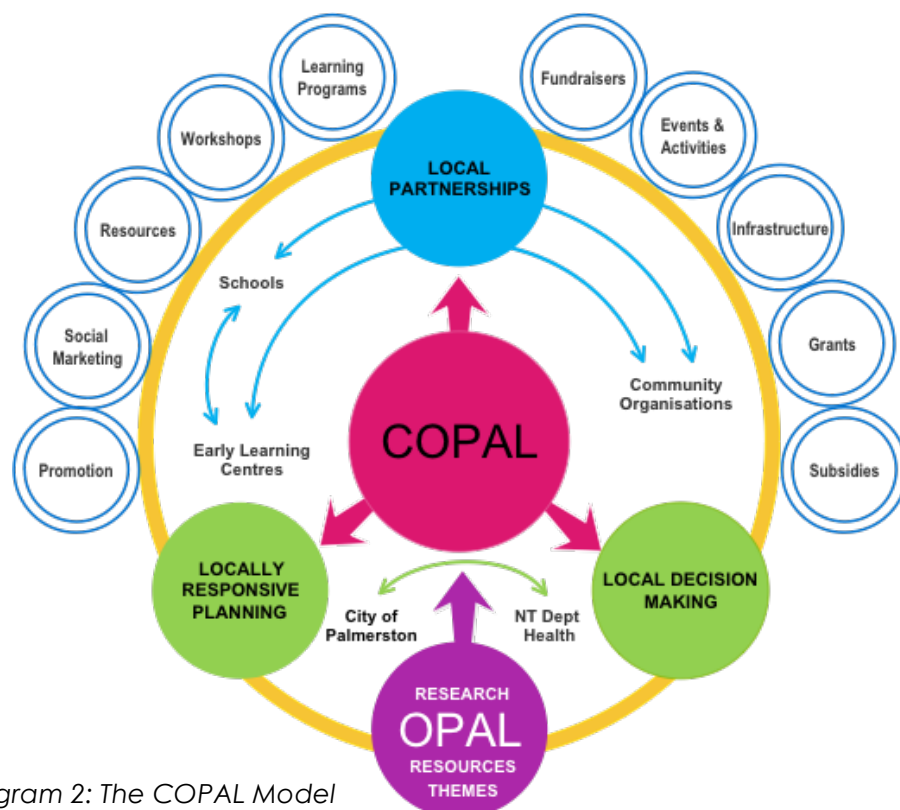 Learning
Programs
Fundraisers
Workshops
Events &
Activities
LOCAL
PARTNERSHIPS
Resources
Infrastructure
Schools
Social
Marketing
Grants
Community
Organisations
COPAL
Early Learning
Centres
Promotion
Subsidies
LOCALLY
RESPONSIVE
PLANNING
LOCAL DECISION
MAKING
City of
Palmerston
NT Dept
Health
RESEARCH
OPAL
RESOURCES
THEMES
gram 2: The COPAL Model